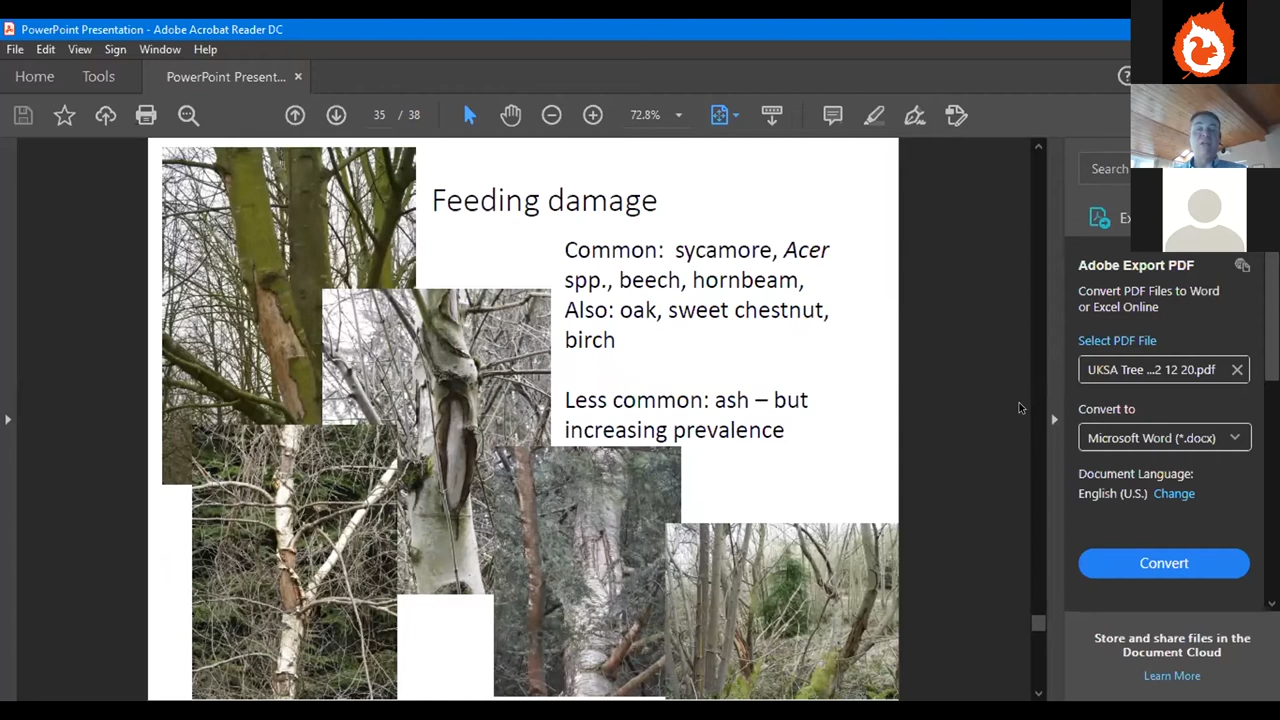 PowerPoint Presentation - Adobe Acrobat Reader DC
File Edit View Sign Window Help
Home Tools PowerPoint Present... ×
35 / 38 72.8%
Search
Feeding damage
Common: sycamore, Acer
spp., beech, hornbeam,
Also: oak, sweet chestnut,
birch
Less common: ash – but
increasing prevalence
Ex
Adobe Export PDF
Convert PDF Files to Word
or Excel Online
Select PDF File
UKSA Tree ...2 12 20.pdf
Convert to
Microsoft Word (*.docx)
Document Language:
English (U.S.) Change
Convert
Store and share files in the
Document Cloud
Learn More